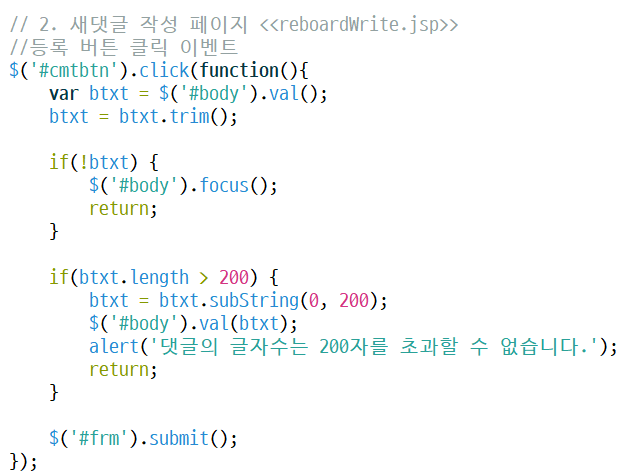 // 2. 새댓글 작성 페이지 <<reboardWrite.jsp>>
//등록 버튼 클릭 이벤트
$('#cmtbtn').click(function(){
    var btxt = $('#body').val();
    btxt = btxt.trim();

    if(!btxt) {
        $('#body').focus();
        return;
    }

    if(btxt.length > 200) {
        btxt = btxt.subString(0, 200);
        $('#body').val(btxt);
        alert('댓글의 글자수는 200자를 초과할 수 없습니다.');
        return;
    }

    $('#frm').submit();
});